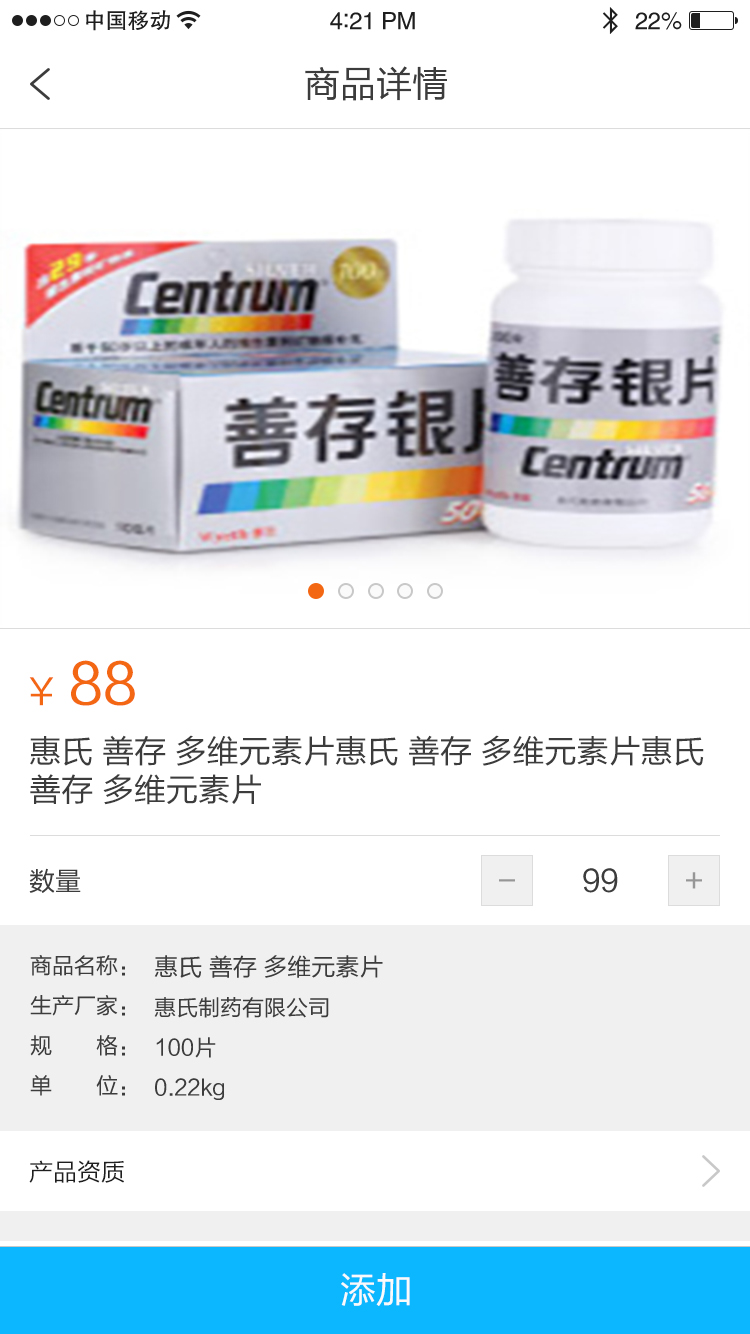 中国移动
4:21 PM
22%
商品详情
29
SILVER
100
Centrum
Centrum
善存银片
50
善存银片
Centrum
50
¥ 88
惠氏 善存 多维元素片惠氏 善存 多维元素片惠氏
善存 多维元素片
数量
− 99 +
商品名称： 惠氏 善存 多维元素片
生产厂家： 惠氏制药有限公司
规 格： 100片
单 位： 0.22kg
产品资质
添加